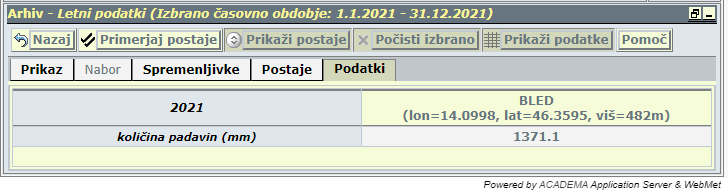 Arhiv - Letni podatki (Izbrano časovno obdobje: 1.1.2021 - 31.12.2021)
Nazaj Primerjaj postaje Prikaži postaje Počisti izbrano Prikaži podatke Pomoč
Prikaz Nabor Spremenljivke Postaje Podatki
2021 BLED
(lon=14.0998, lat=46.3595, viš=482m)
količina padavin (mm) 1371.1
Powered by ACADEMA Application Server & WebMet